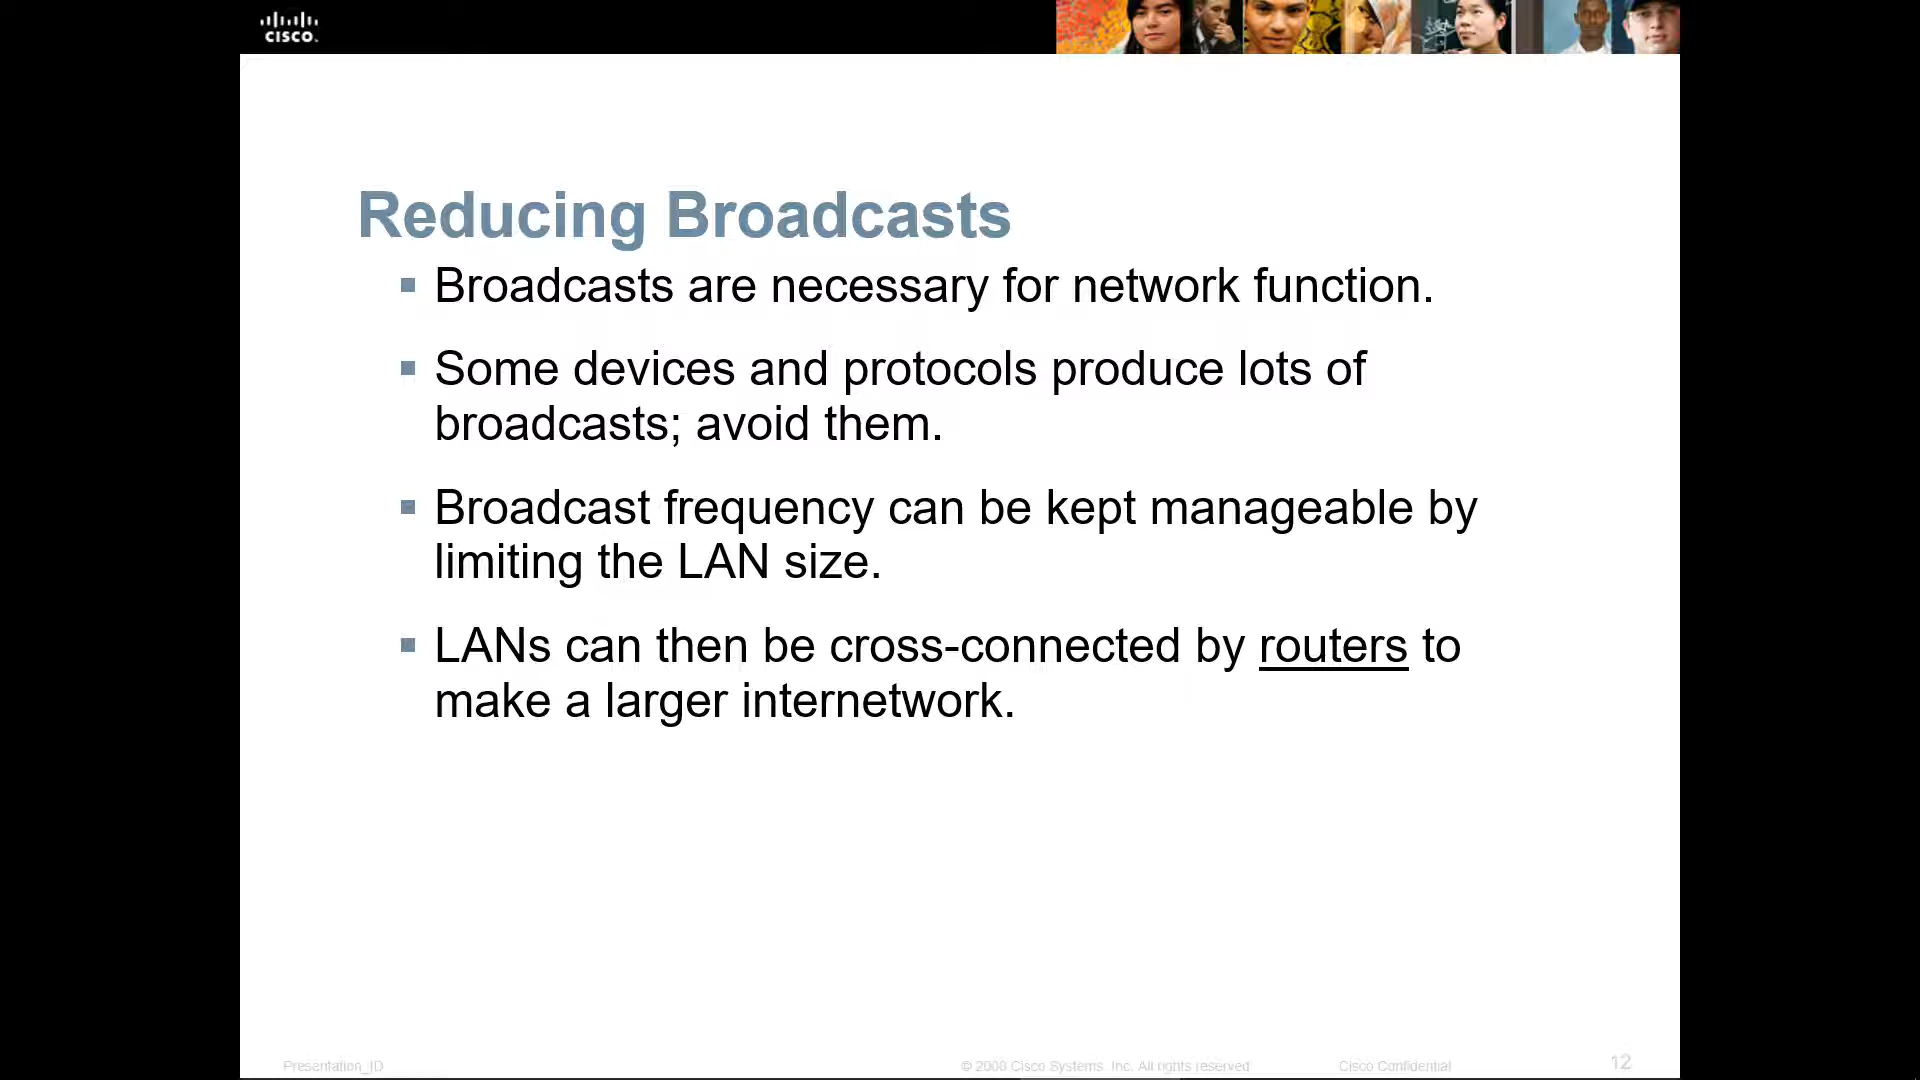 CISCO.
Reducing Broadcasts
Broadcasts are necessary for network function.
Some devices and protocols produce lots of
broadcasts; avoid them.
Broadcast frequency can be kept manageable by
limiting the LAN size.
LANs can then be cross-connected by routers to
make a larger internetwork.
Presentation_ID
© 2008 Cisco Systems, Inc. All rights reserved
Cisco Confidential
12